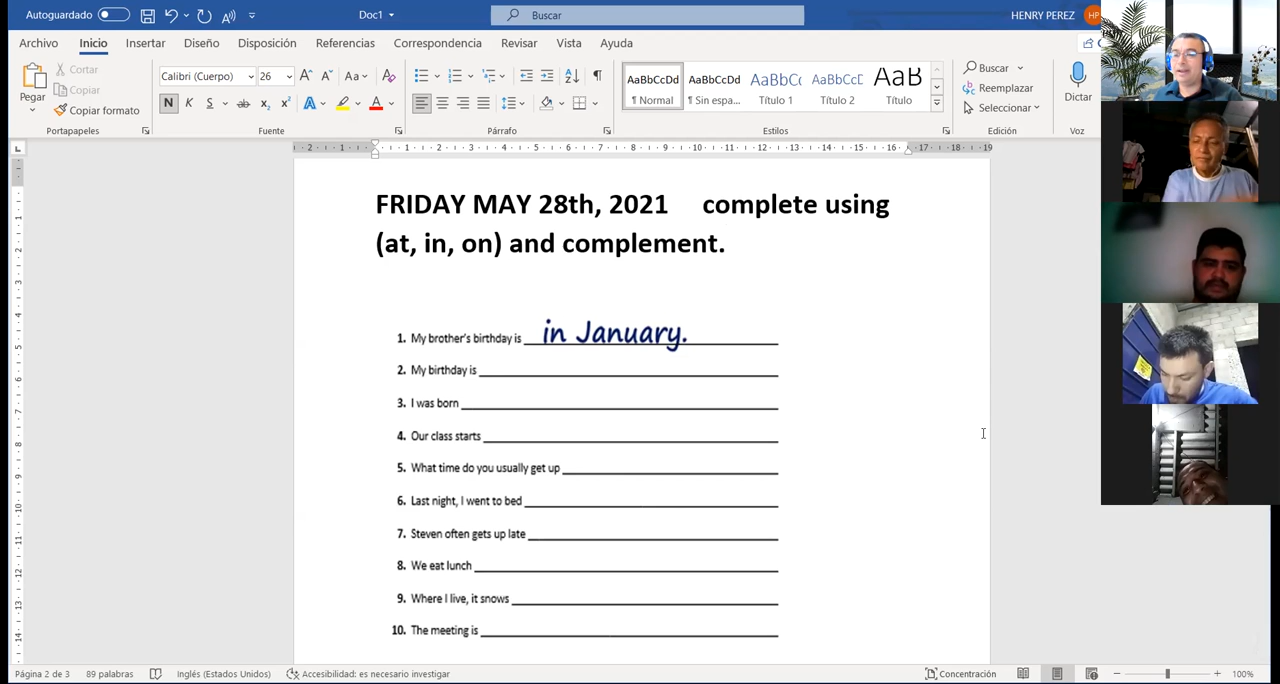 Autoguardado
Doc1
Buscar
HENRY PEREZ
HP
Archivo Inicio Insertar Diseño Disposición Referencias Correspondencia Revisar Vista Ayuda
Pegar
Cortar
Copiar
Copiar formato
Portapapeles
Calibri (Cuerpo) 26
N K S ab x₂ x²
Fuente
Párrafo
AaBbCcDd AaBbCcDd AaBbCc AaBbCcD AaB
¶ Normal ¶ Sin espa... Título 1 Título 2 Título
Estilos
Buscar
Reemplazar
Seleccionar
Edición
Dictar
Voz
FRIDAY MAY 28th, 2021 complete using
(at, in, on) and complement.
1. My brother's birthday is in January.
2. My birthday is
3. I was born
4. Our class starts
5. What time do you usually get up
6. Last night, I went to bed
7. Steven often gets up late
8. We eat lunch
9. Where I live, it snows
10. The meeting is
Página 2 de 3 89 palabras Inglés (Estados Unidos) Accesibilidad: es necesario investigar Concentración 100%